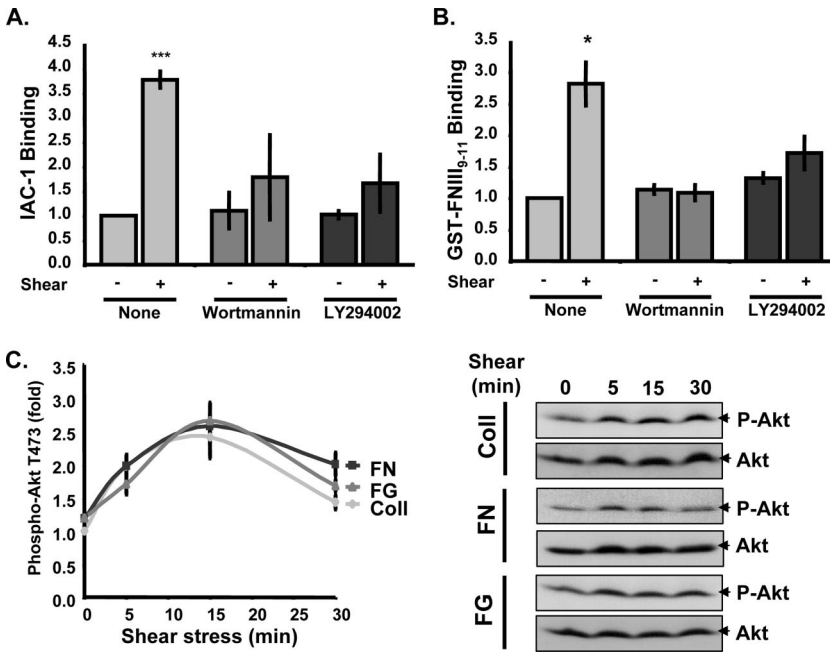 A.
IAC-1 Binding
4.5
4.0
3.5
3.0
2.5
2.0
1.5
1.0
0.5
0.0
***
Shear - + - + - +
None Wortmannin LY294002
B.
GST-FNIII9-11 Binding
3.5
3.0
2.5
2.0
1.5
1.0
0.5
0.0
*
Shear - + - + - +
None Wortmannin LY294002
C.
Phospho-Akt T473 (fold)
3.5
3.0
2.5
2.0
1.5
1.0
0.0
FN
FG
Coll
0 5 10 15 20 25 30
Shear stress (min)
Shear
(min) 0 5 15 30
Coll
P-Akt
Akt
FN
P-Akt
Akt
FG
P-Akt
Akt